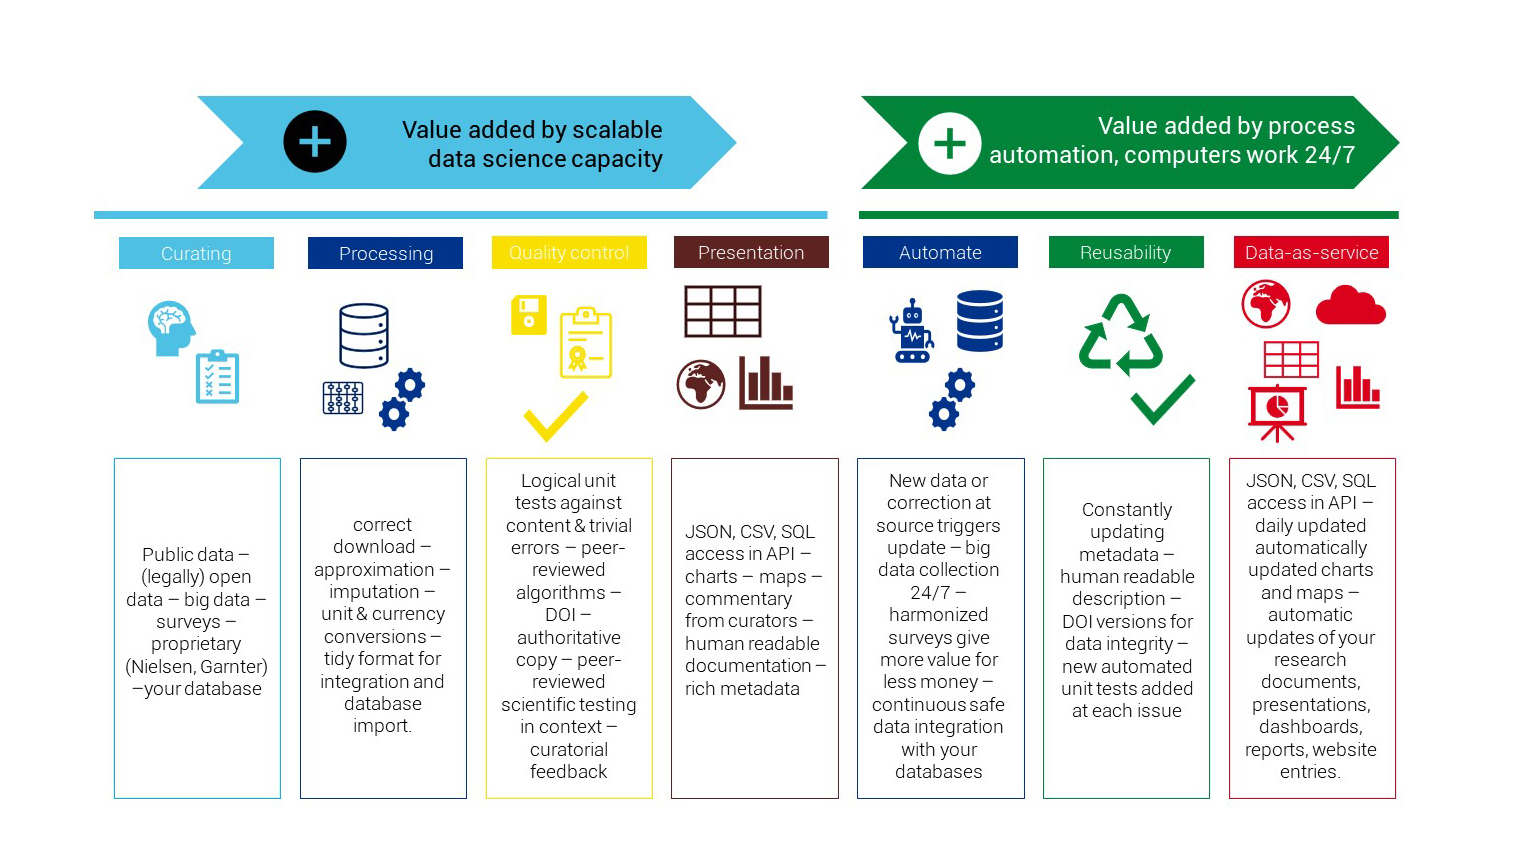 Value added by scalable
data science capacity
Value added by process
automation, computers work 24/7
Curating
Processing
Quality control
Presentation
Automate
Reusability
Data-as-service
Public data –
(legally) open
data – big data –
surveys –
proprietary
(Nielsen, Garnter)
–your database
correct
download –
approximation –
imputation –
unit & currency
conversions –
tidy format for
integration and
database
import.
Logical unit
tests against
content & trivial
errors – peer-
reviewed
algorithms –
DOI –
authoritative
copy – peer-
reviewed
scientific testing
in context –
curatorial
feedback
JSON, CSV, SQL
access in API –
charts – maps –
commentary
from curators –
human readable
documentation –
rich metadata
New data or
correction at
source triggers
update – big
data collection
24/7 –
harmonized
surveys give
more value for
less money –
continuous safe
data integration
with your
databases
Constantly
updating
metadata –
human readable
description –
DOI versions for
data integrity –
new automated
unit tests added
at each issue
JSON, CSV, SQL
access in API –
daily updated
automatically
updated charts
and maps –
automatic
updates of your
research
documents,
presentations,
dashboards,
reports, website
entries.